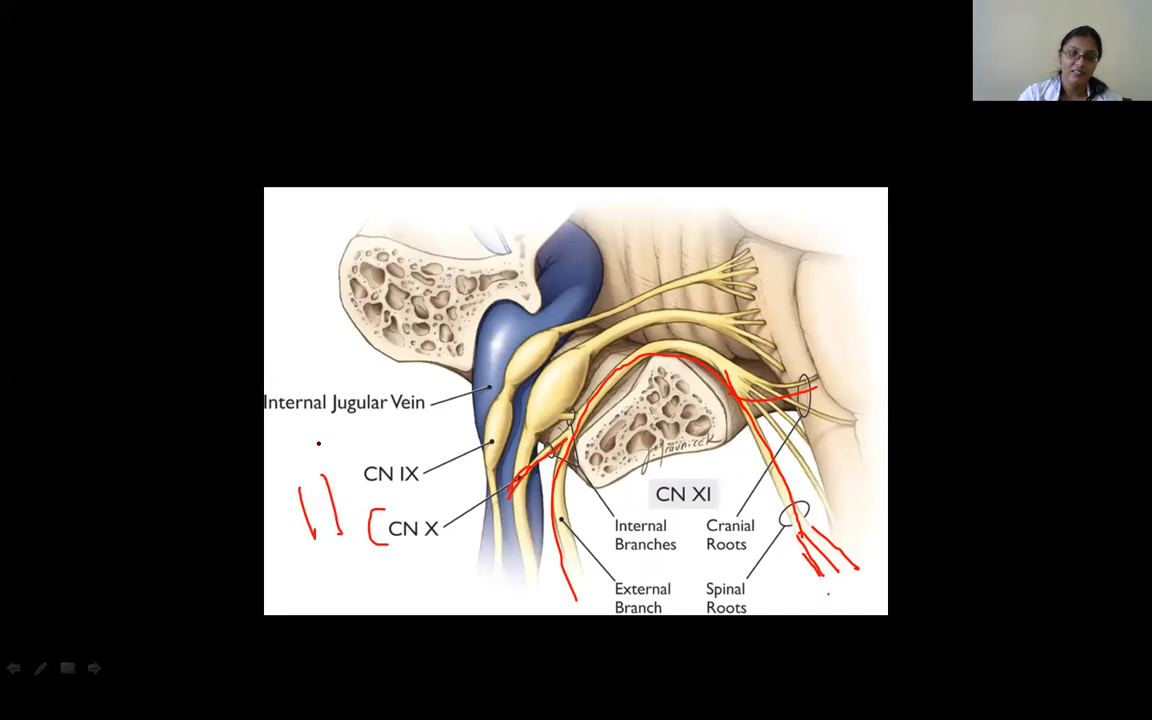 Internal Jugular Vein
CN IX
CN X
CN XI
Internal
Branches
Cranial
Roots
External
Branch
Spinal
Roots